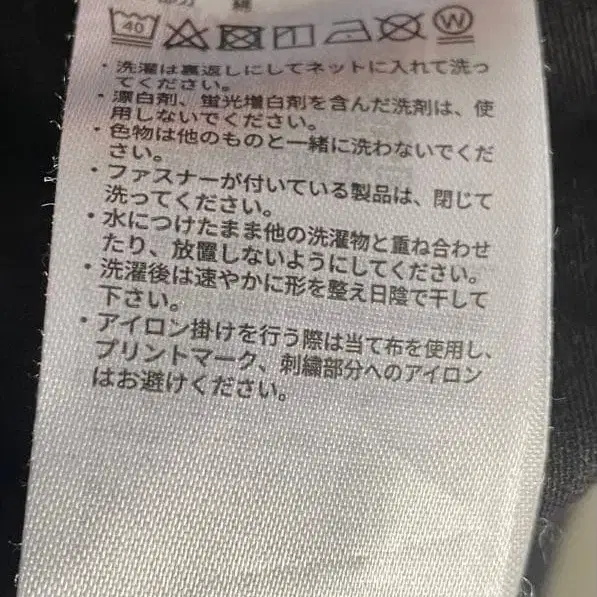 40 W
・洗濯は裏返しにしてネットに入れて洗っ
てください。
・漂白剤、蛍光増白剤を含んだ洗剤は、使
用しないでください。
・色物は他のものと一緒に洗わないでくだ
さい。
・ファスナーが付いている製品は、閉じて
洗ってください。
・水につけたまま他の洗濯物と重ね合わせ
たり、放置しないようにしてください。
・洗濯後は速やかに形を整え日陰で干して
下さい。
・アイロン掛けを行う際は当て布を使用し、
プリントマーク、刺繍部分へのアイロン
はお避けください。